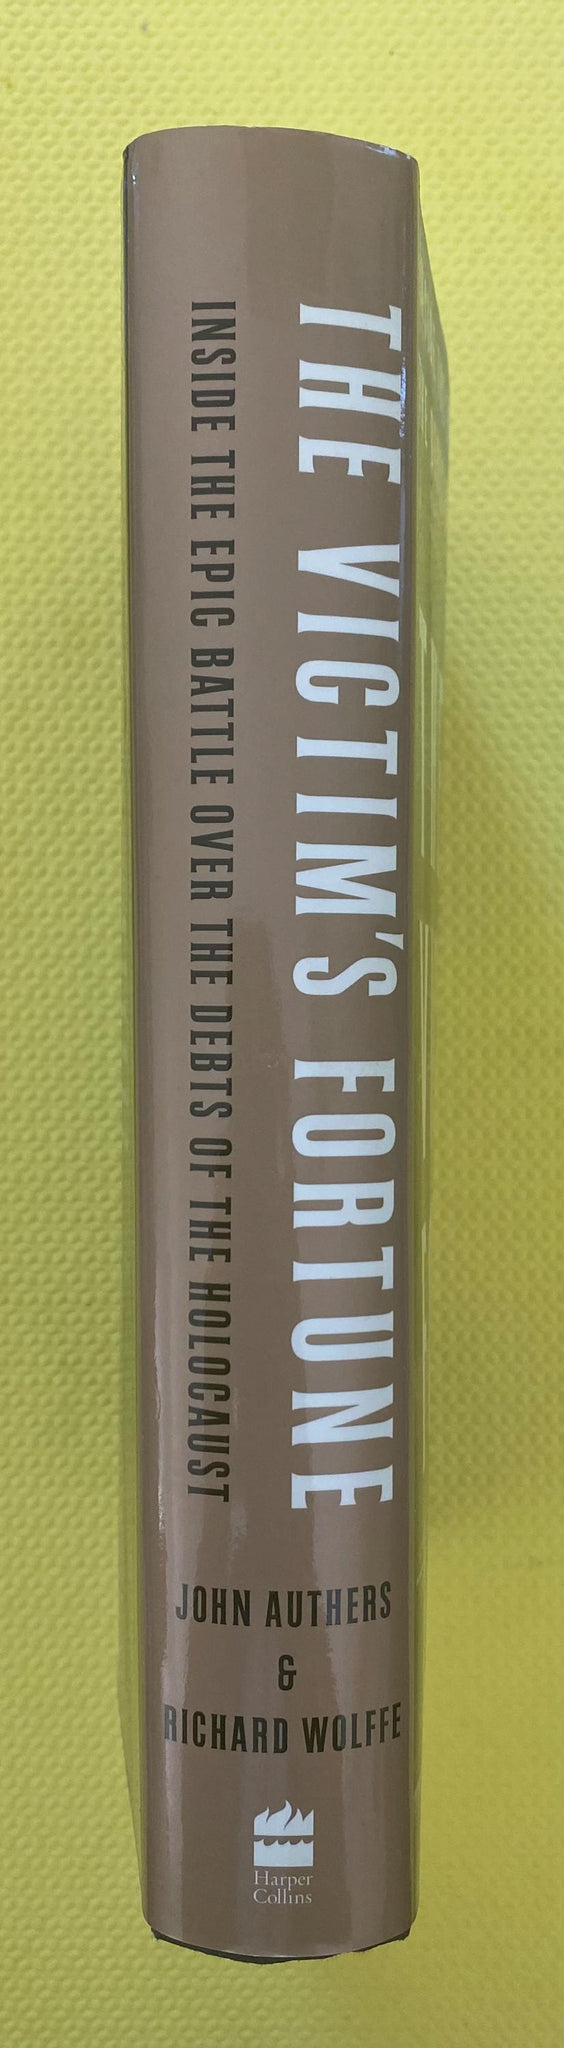 THE VICTIM'S FORTUNE
INSIDE THE EPIC BATTLE OVER THE DEBTS OF THE HOLOCAUST
JOHN AUTHERS
&
RICHARD WOLFFE
Harper
Collins